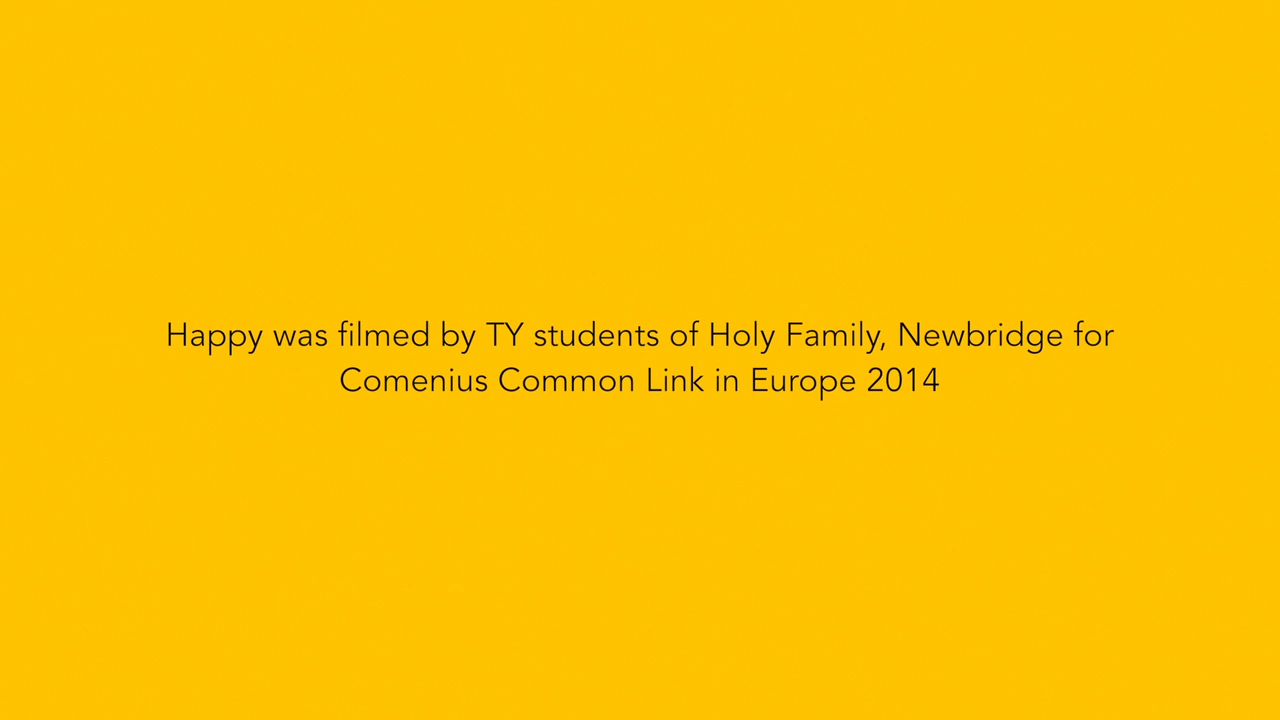 Happy was filmed by TY students of Holy Family, Newbridge for
Comenius Common Link in Europe 2014